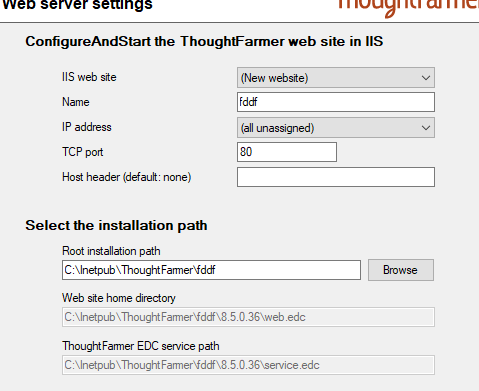 Web server settings
ThoughtFarmer
ConfigureAndStart the ThoughtFarmer web site in IIS
IIS web site (New website)
Name fddf
IP address (all unassigned)
TCP port 80
Host header (default: none)
Select the installation path
Root installation path
C:\Inetpub\ThoughtFarmer\fddf Browse
Web site home directory
C:\Inetpub\ThoughtFarmer\fddf\8.5.0.36\web.edc
ThoughtFarmer EDC service path
C:\Inetpub\ThoughtFarmer\fddf\8.5.0.36\service.edc